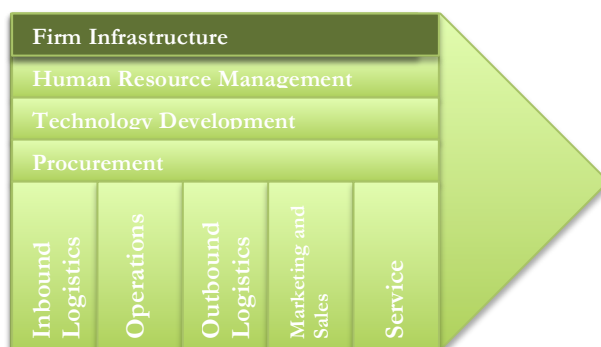 Firm Infrastructure
Human Resource Management
Technology Development
Procurement
Inbound
Logistics
Operations
Outbound
Logistics
Marketing and
Sales
Service